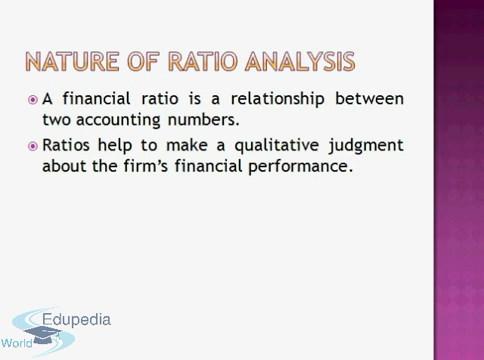 NATURE OF RATIO ANALYSIS
A financial ratio is a relationship between
two accounting numbers.
Ratios help to make a qualitative judgment
about the firm's financial performance.
Edupedia
World